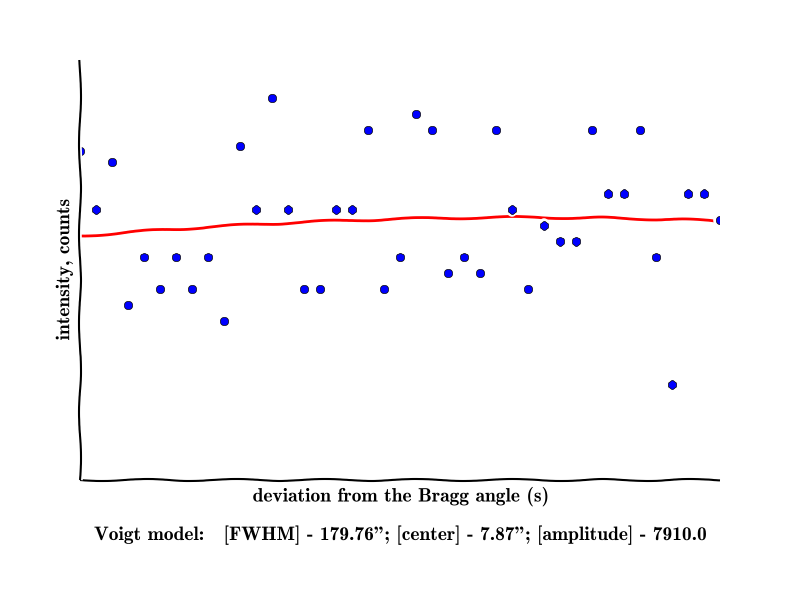 intensity, counts
deviation from the Bragg angle (s)
Voigt model: [FWHM] - 179.76”; [center] - 7.87”; [amplitude] - 7910.0